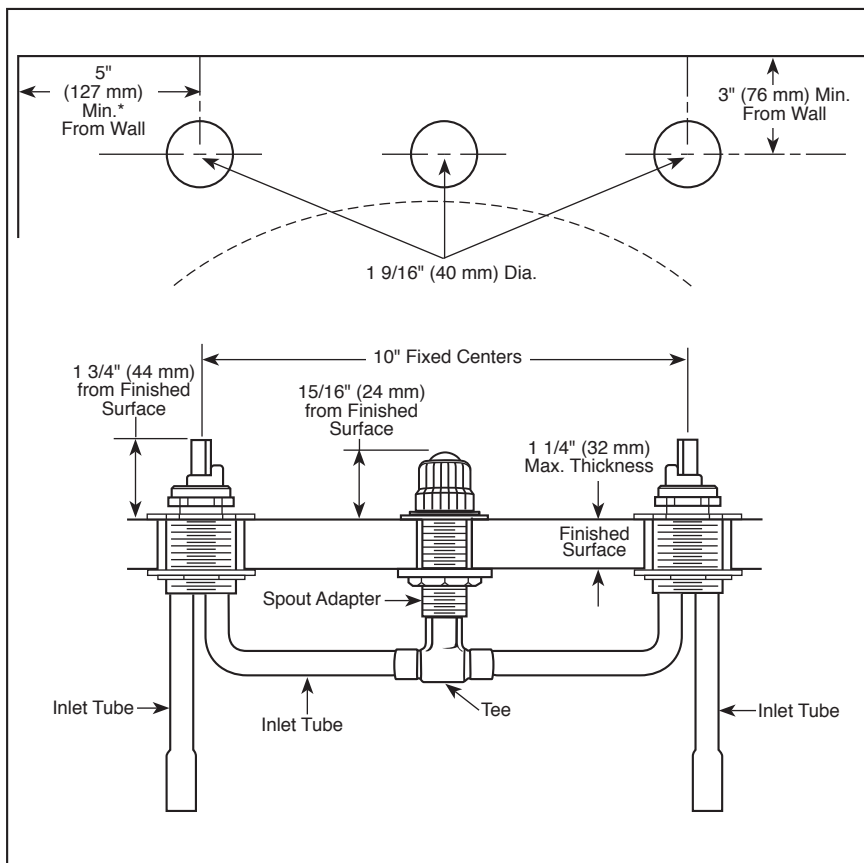 5"
(127 mm)
Min.*
From Wall
3" (76 mm) Min.
From Wall
1 9/16" (40 mm) Dia.
10" Fixed Centers
1 3/4" (44 mm)
from Finished
Surface
15/16" (24 mm)
from Finished
Surface
1 1/4" (32 mm)
Max. Thickness
Finished
Surface
Spout Adapter
Inlet Tube
Inlet Tube
Tee
Inlet Tube